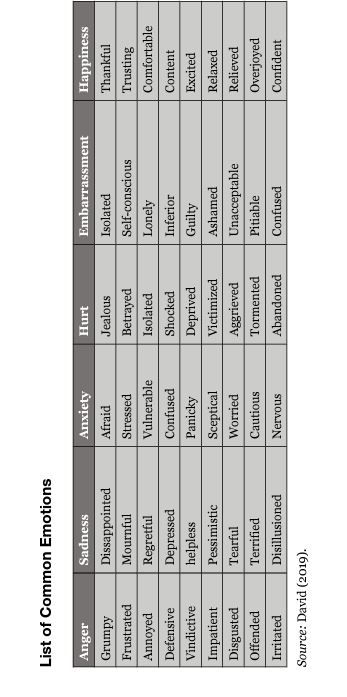 List of Common Emotions
Anger Sadness Anxiety Hurt Embarrassment Happiness
Grumpy Dissappointed Afraid Jealous Isolated Thankful
Frustrated Mournful Stressed Betrayed Self-conscious Trusting
Annoyed Regretful Vulnerable Isolated Lonely Comfortable
Defensive Depressed Confused Shocked Inferior Content
Vindictive helpless Panicky Deprived Guilty Excited
Impatient Pessimistic Sceptical Victimized Ashamed Relaxed
Disgusted Tearful Worried Aggrieved Unacceptable Relieved
Offended Terrified Cautious Tormented Pitiable Overjoyed
Irritated Disillusioned Nervous Abandoned Confused Confident
Source: David (2019).